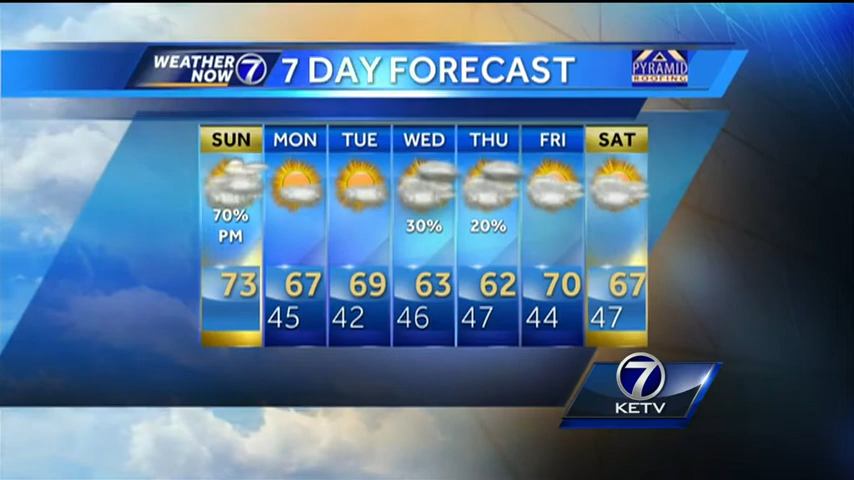 WEATHER NOW 7
7 DAY FORECAST
PYRAMID
ROOFING
SUN MON TUE WED THU FRI SAT
70% PM
30%
20%
73 67 69 63 62 70 67
45 42 46 47 44 47
7
KETV